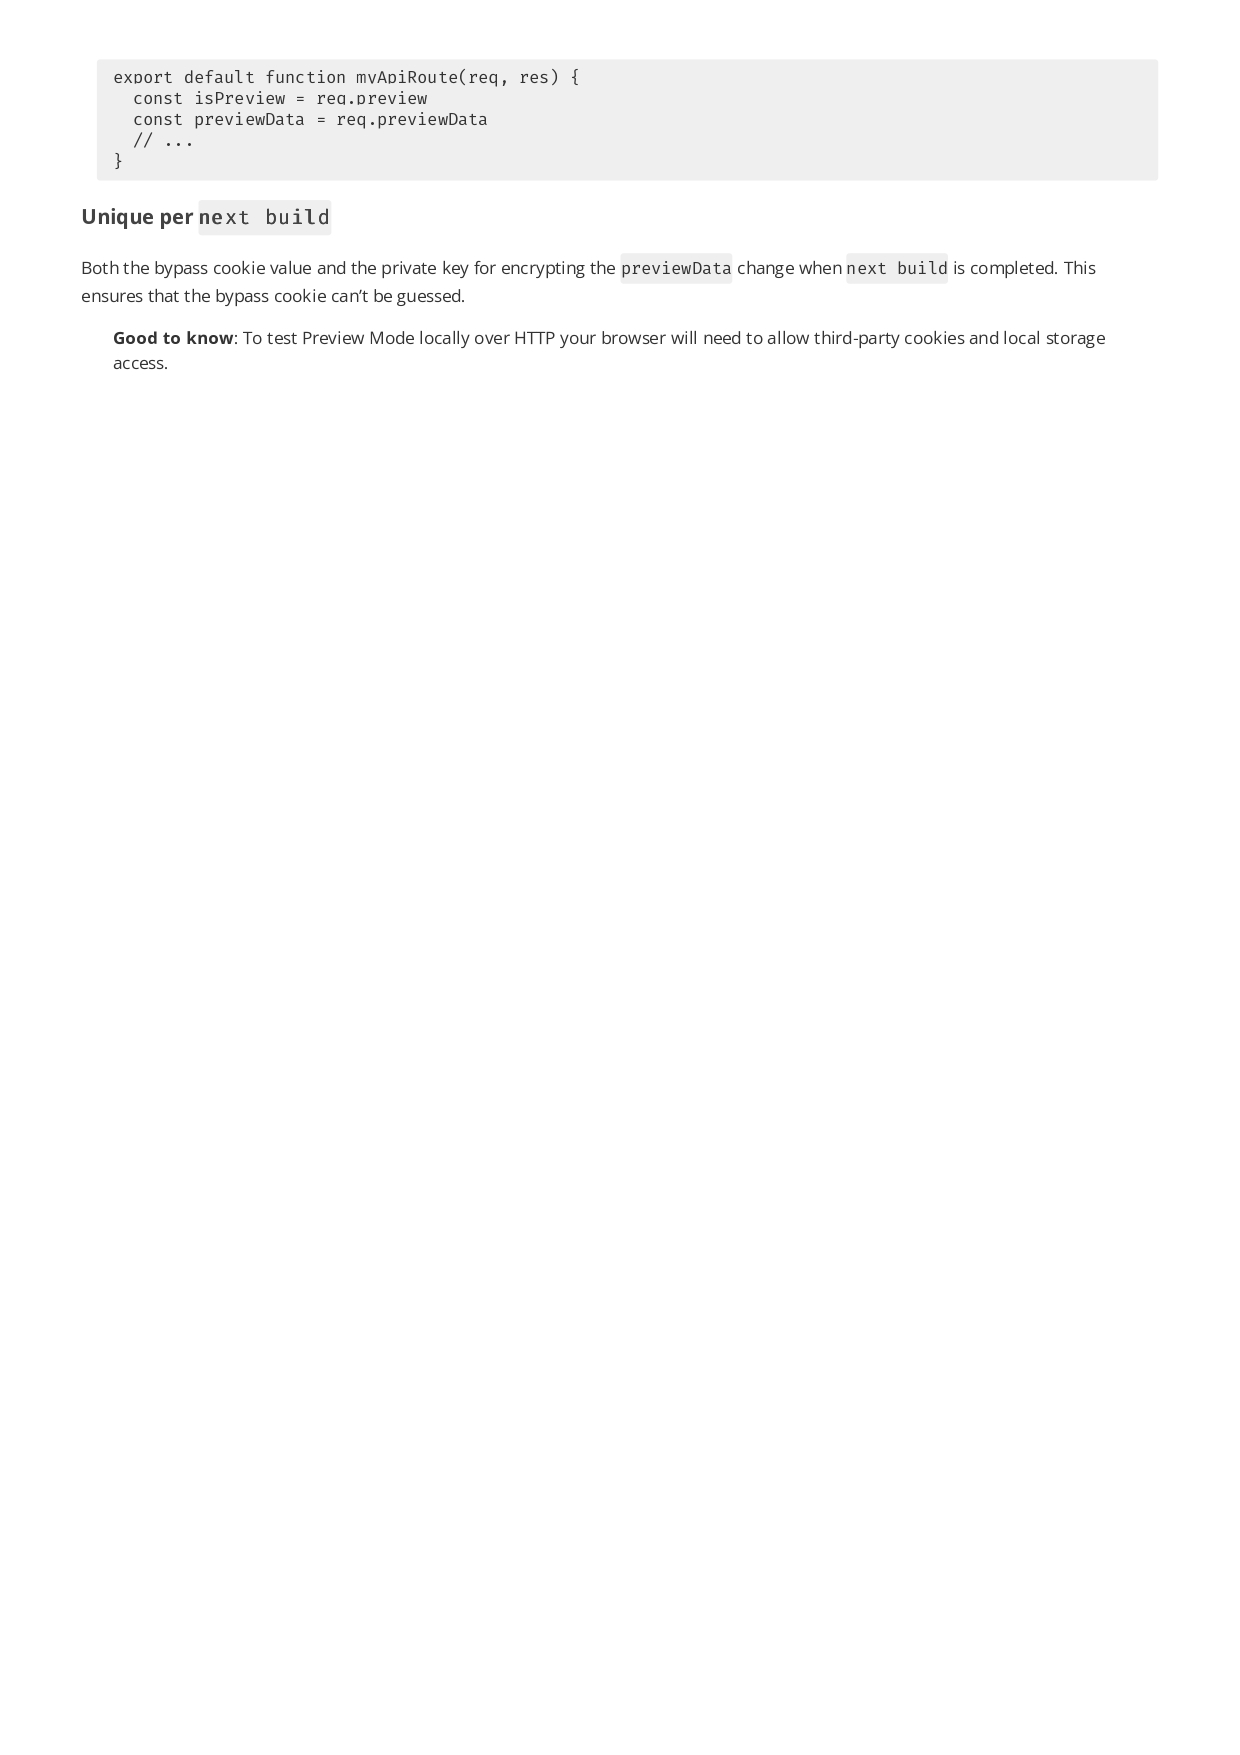 export default function myApiRoute(req, res) {
  const isPreview = req.preview
  const previewData = req.previewData
  // ...
}
Unique per next build
Both the bypass cookie value and the private key for encrypting the previewData change when next build is completed. This
ensures that the bypass cookie can’t be guessed.
Good to know: To test Preview Mode locally over HTTP your browser will need to allow third-party cookies and local storage
access.